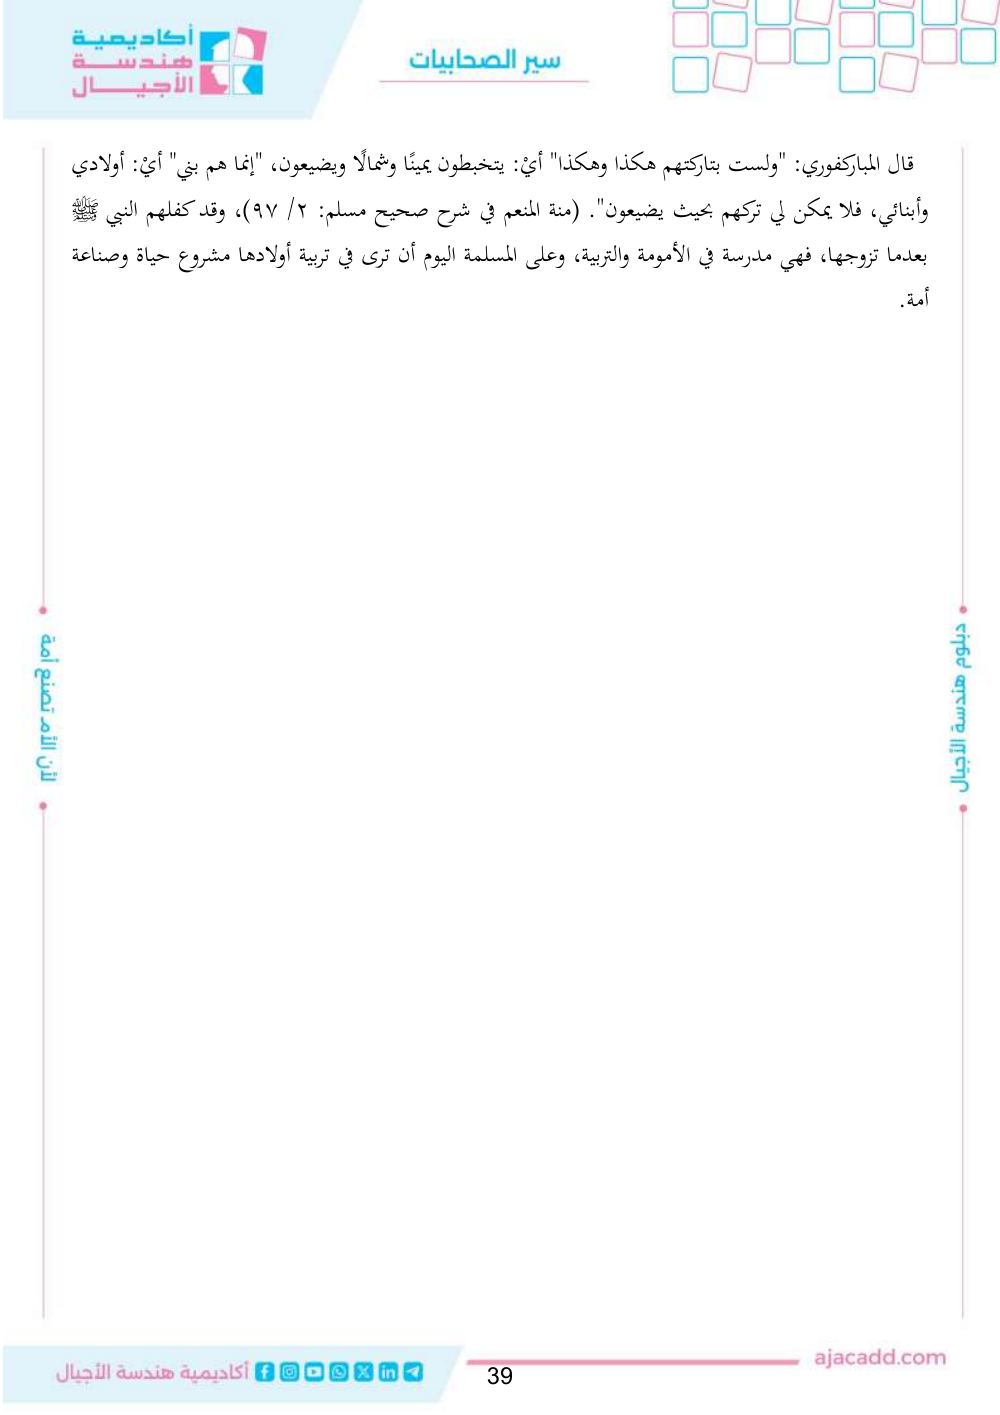 أكاديمية
هندسة
الأجيال
سير الصحابيات
قال المباركفوري: "ولست بتاركتهم هكذا وهكذا" أيْ: يتخبطون يمينًا وشمالًا ويضيعون، "إنما هم بني" أيْ: أولادي
وأبنائي، فلا يمكن لي تركهم بحيث يضيعون". (منة المنعم في شرح صحيح مسلم: ٢/ ٩٧)، وقد كفلهم النبي ﷺ
بعدما تزوجها، فهي مدرسة في الأمومة والتربية، وعلى المسلمة اليوم أن ترى في تربية أولادها مشروع حياة وصناعة
أمة.
دبلوم هندسة الأجيال
لأن الأم تصنع أمة
ajacadd.com
39
أكاديمية هندسة الأجيال